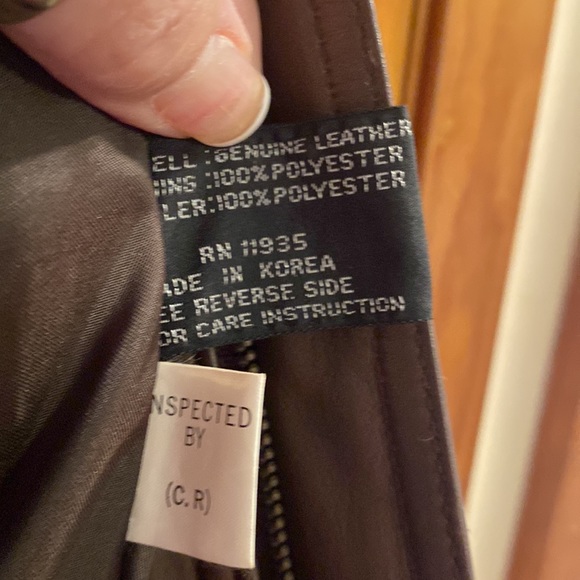 ELL :GENUINE LEATHER
INS :100% POLYESTER
LER:100% POLYESTER
RN 11935
ADE IN KOREA
EE REVERSE SIDE
OR CARE INSTRUCTION
NSPECTED
BY
(C.R)